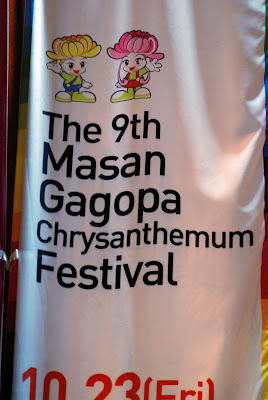 The 9th
Masan
Gagopa
Chrysanthemum
Festival
10.23(Fri)